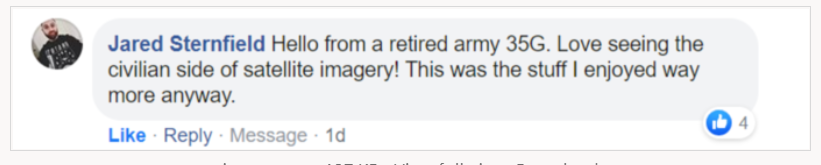 Jared Sternfield Hello from a retired army 35G. Love seeing the
civilian side of satellite imagery! This was the stuff I enjoyed way
more anyway.
Like · Reply · Message · 1d
4